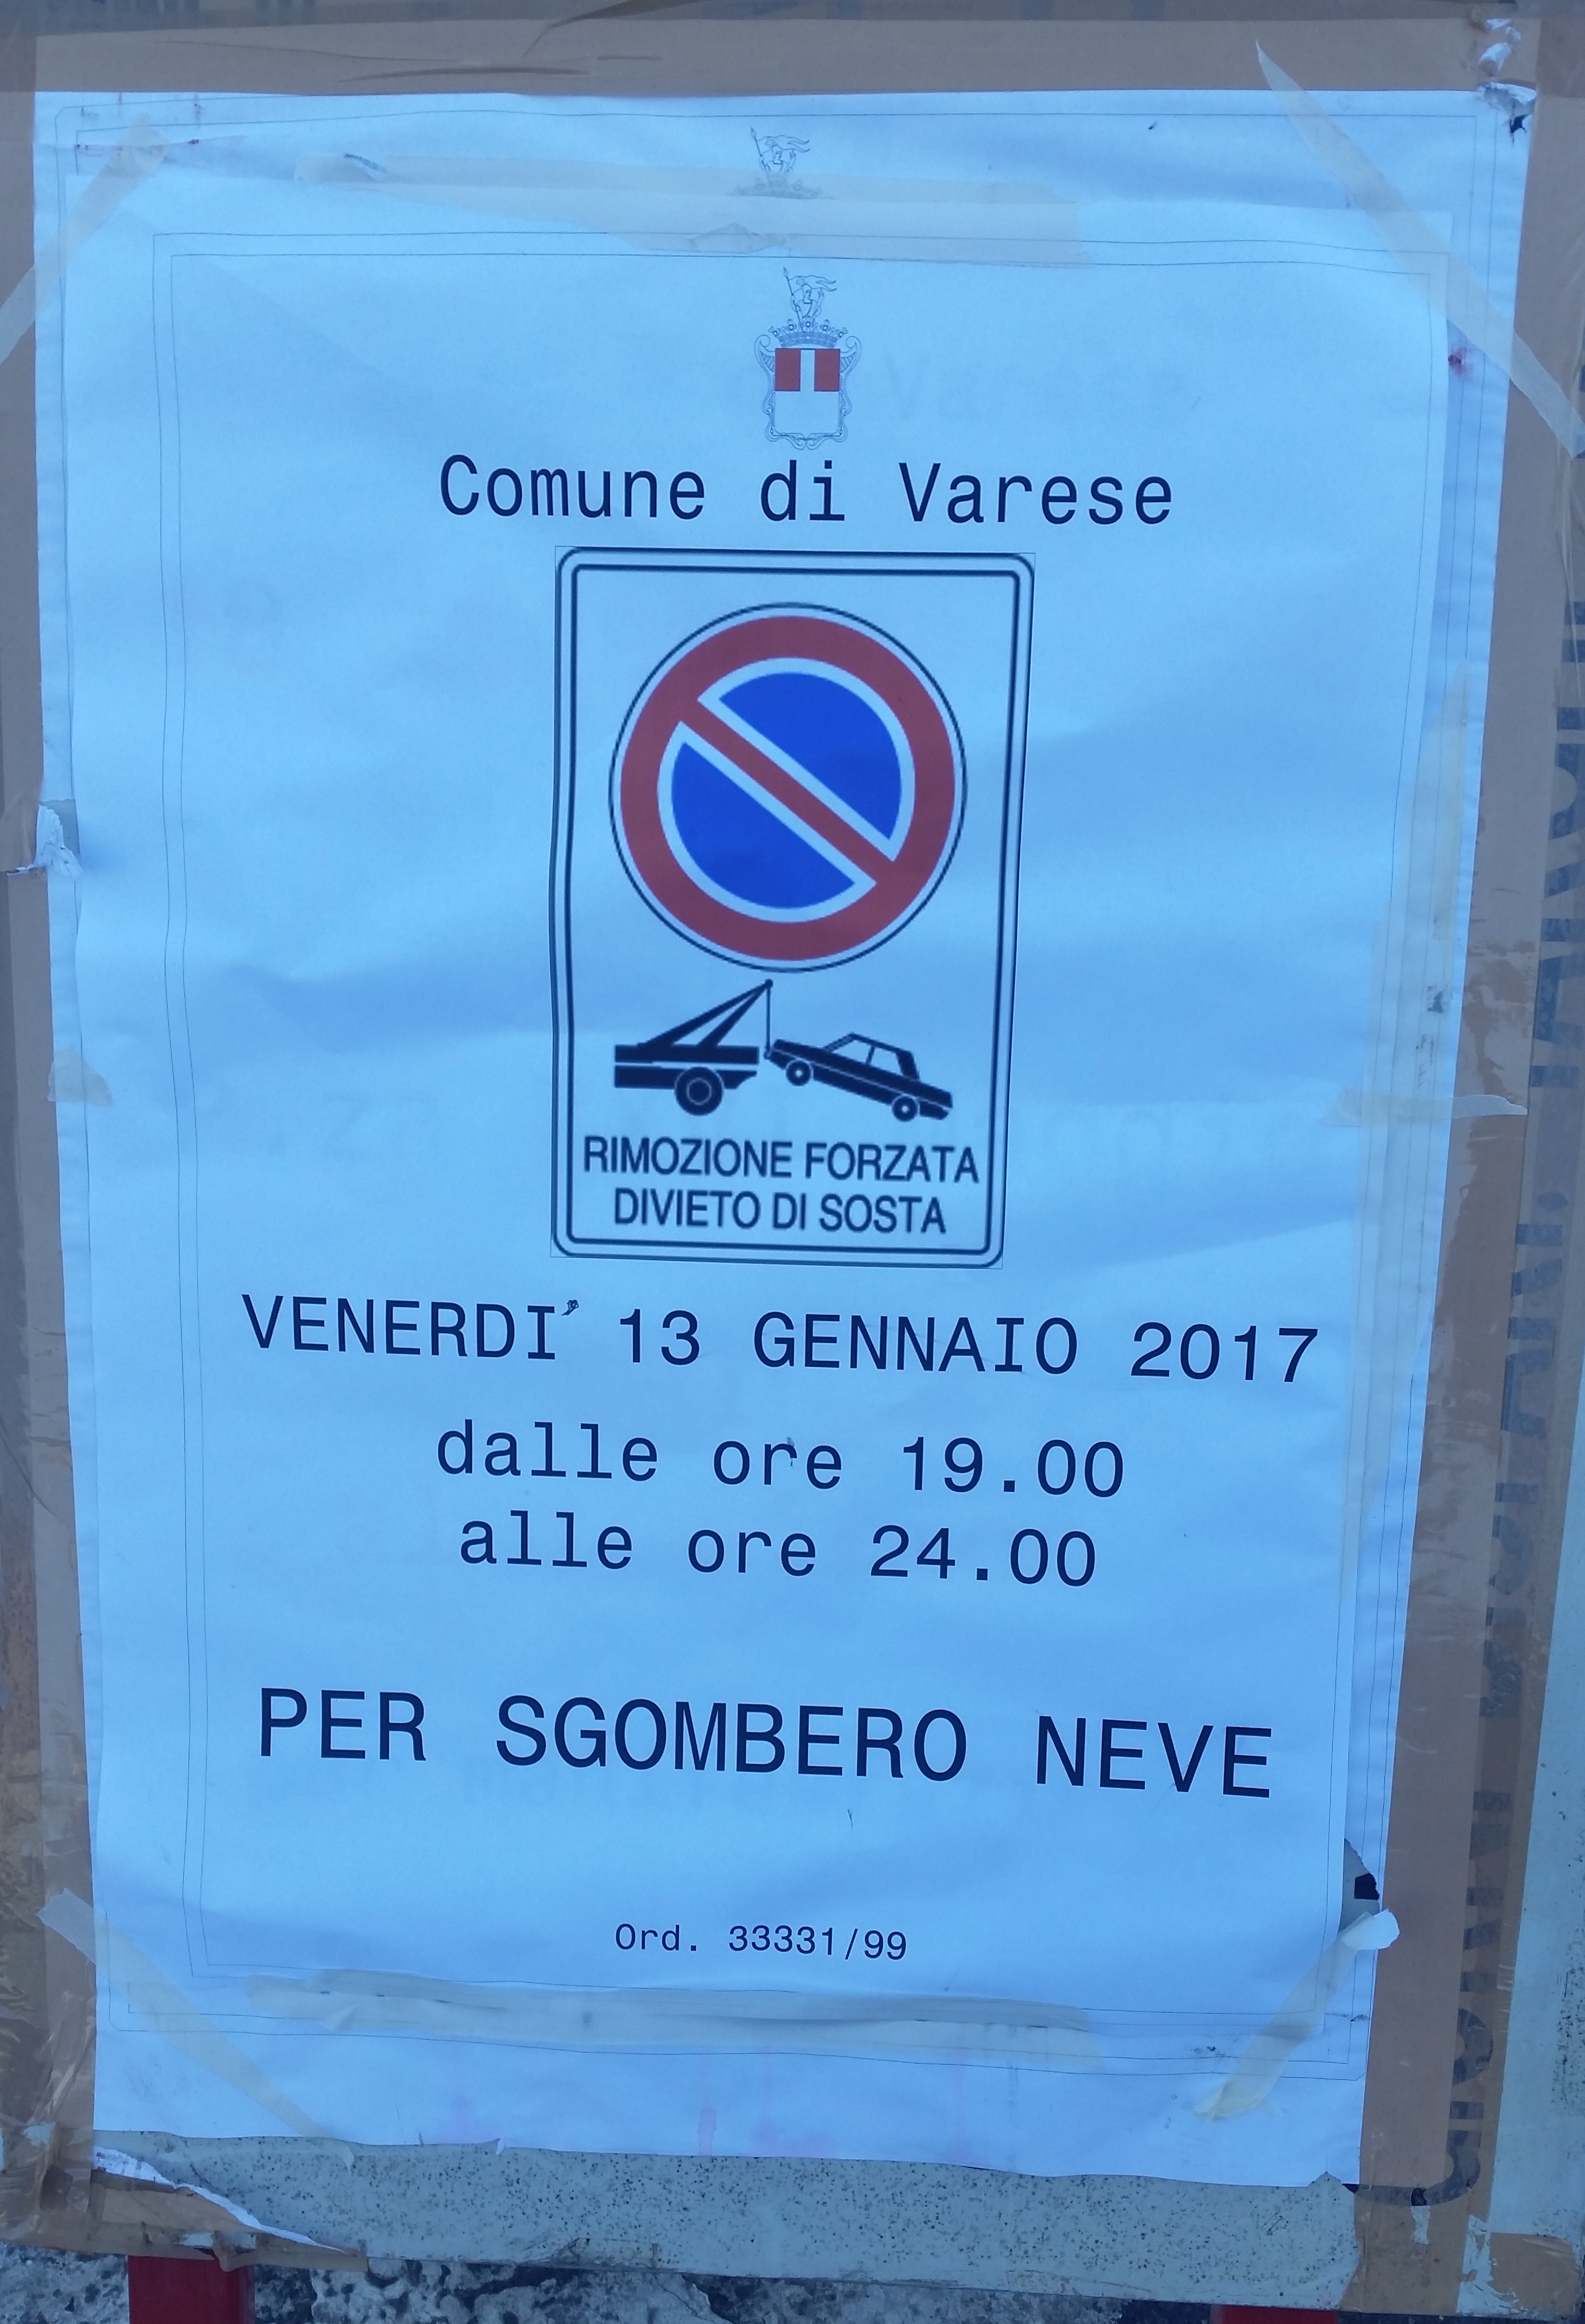 Comune di Varese
RIMOZIONE FORZATA
DIVIETO DI SOSTA
VENERDI' 13 GENNAIO 2017
dalle ore 19.00
alle ore 24.00
PER SGOMBERO NEVE
Ord. 33331/99